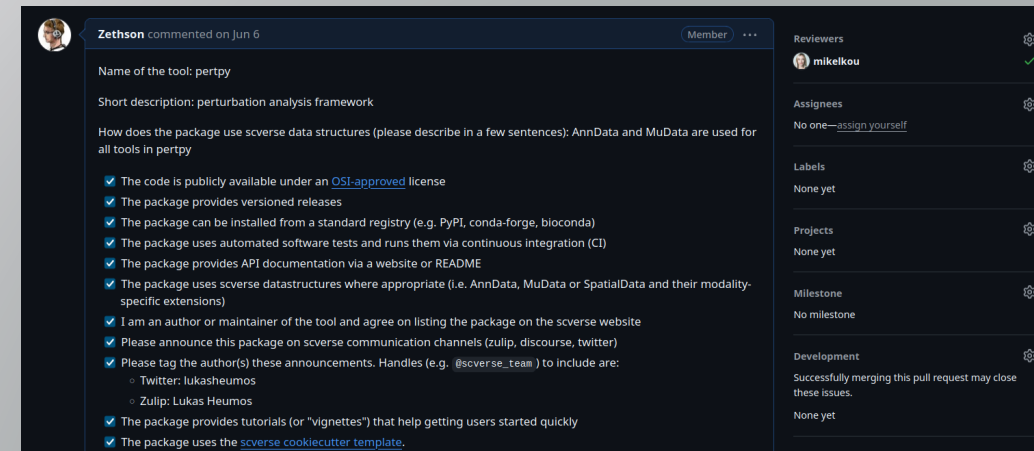 Zethson commented on Jun 6
Member
Name of the tool: pertpy
Short description: perturbation analysis framework
How does the package use scverse data structures (please describe in a few sentences): AnnData and MuData are used for
all tools in pertpy
The code is publicly available under an OSI-approved license
The package provides versioned releases
The package can be installed from a standard registry (e.g. PyPI, conda-forge, bioconda)
The package uses automated software tests and runs them via continuous integration (CI)
The package provides API documentation via a website or README
The package uses scverse datastructures where appropriate (i.e. AnnData, MuData or SpatialData and their modality-
specific extensions)
I am an author or maintainer of the tool and agree on listing the package on the scverse website
Please announce this package on scverse communication channels (zulip, discourse, twitter)
Please tag the author(s) these announcements. Handles (e.g. @scverse_team ) to include are:
Twitter: lukasheumos
Zulip: Lukas Heumos
The package provides tutorials (or "vignettes") that help getting users started quickly
The package uses the scverse cookiecutter template.
Reviewers
mikelkou
Assignees
No one—assign yourself
Labels
None yet
Projects
None yet
Milestone
No milestone
Development
Successfully merging this pull request may close
these issues.
None yet